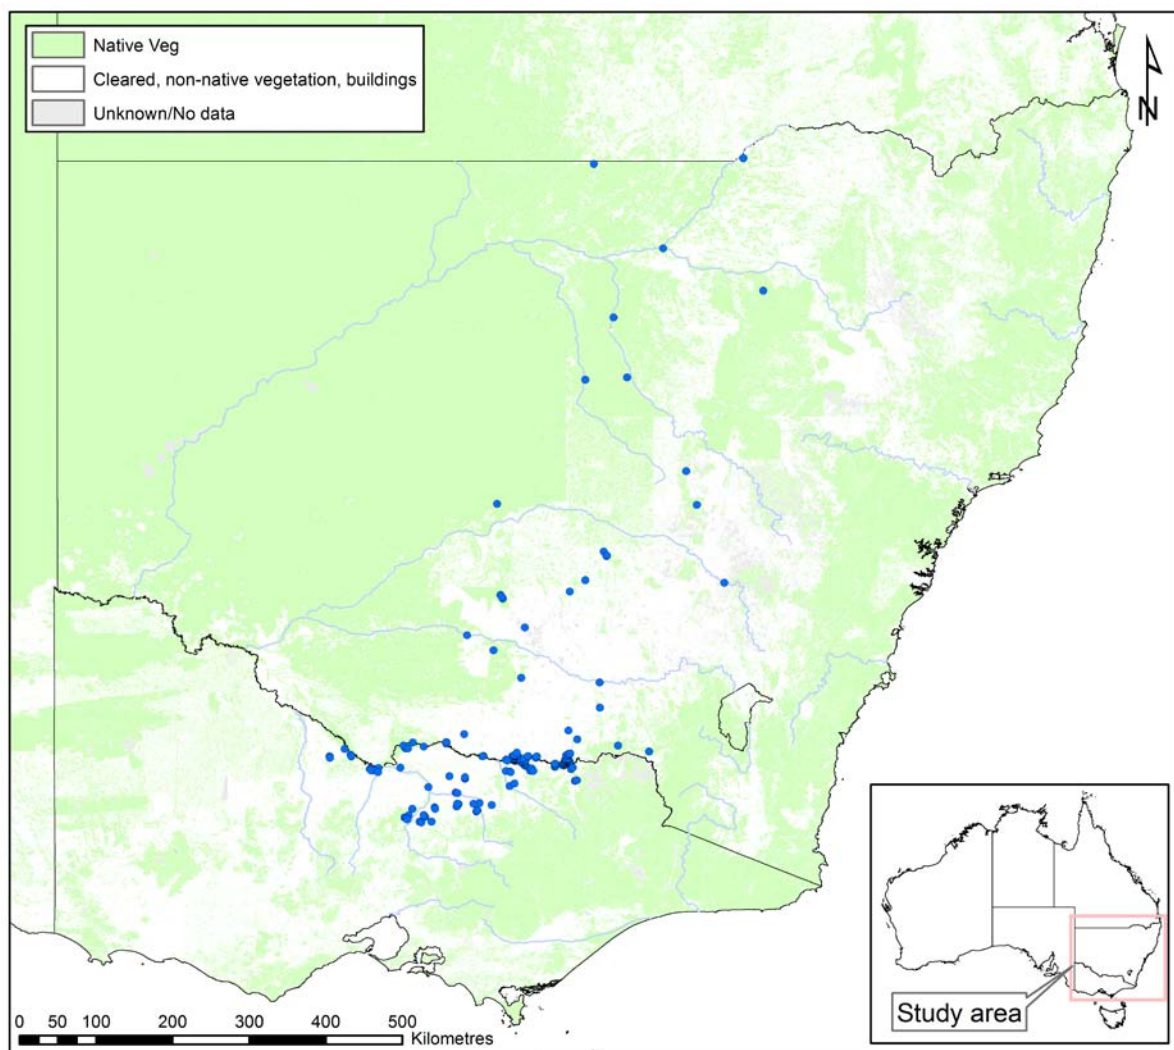 Native Veg
Cleared, non-native vegetation, buildings
Unknown/No data
N
Study area
0 50 100 200 300 400 500
Kilometres